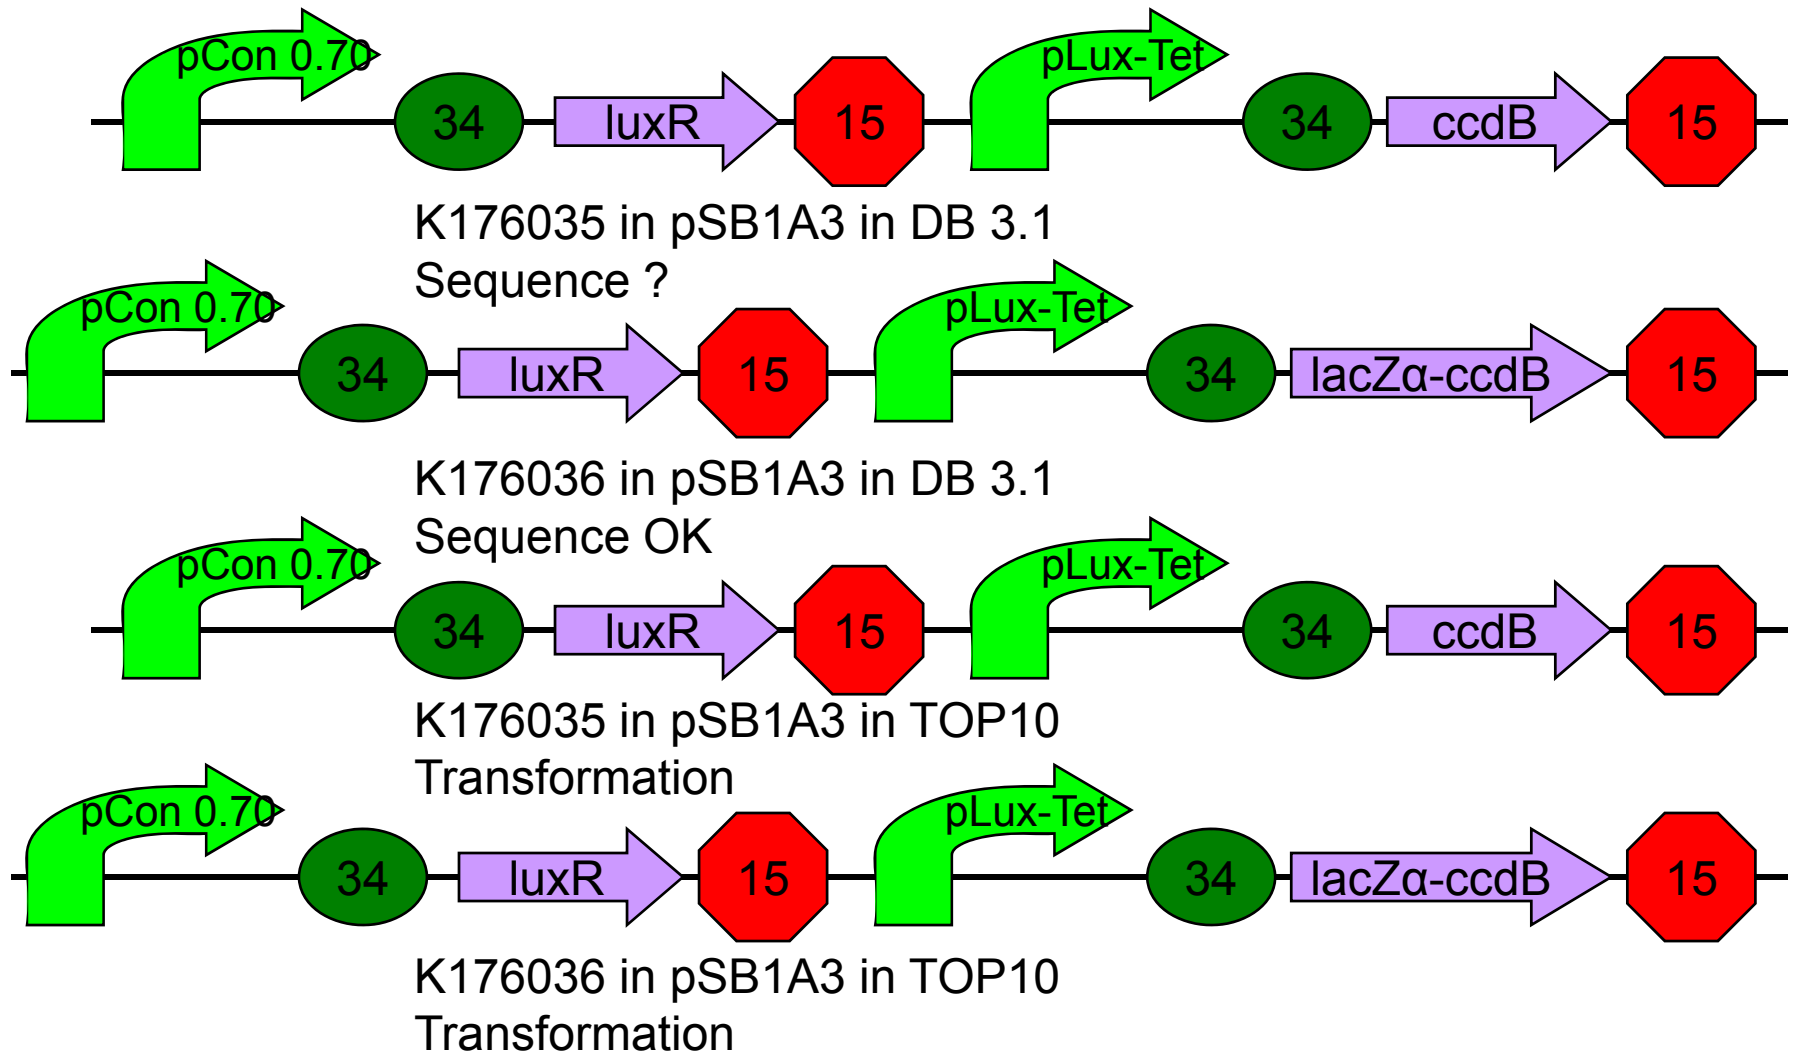 pCon 0.70 pLux-Tet
34 luxR 15 34 ccdB 15
K176035 in pSB1A3 in DB 3.1
Sequence ?
pCon 0.70 pLux-Tet
34 luxR 15 34 lacZα-ccdB 15
K176036 in pSB1A3 in DB 3.1
Sequence OK
pCon 0.70 pLux-Tet
34 luxR 15 34 ccdB 15
K176035 in pSB1A3 in TOP10
Transformation
pCon 0.70 pLux-Tet
34 luxR 15 34 lacZα-ccdB 15
K176036 in pSB1A3 in TOP10
Transformation